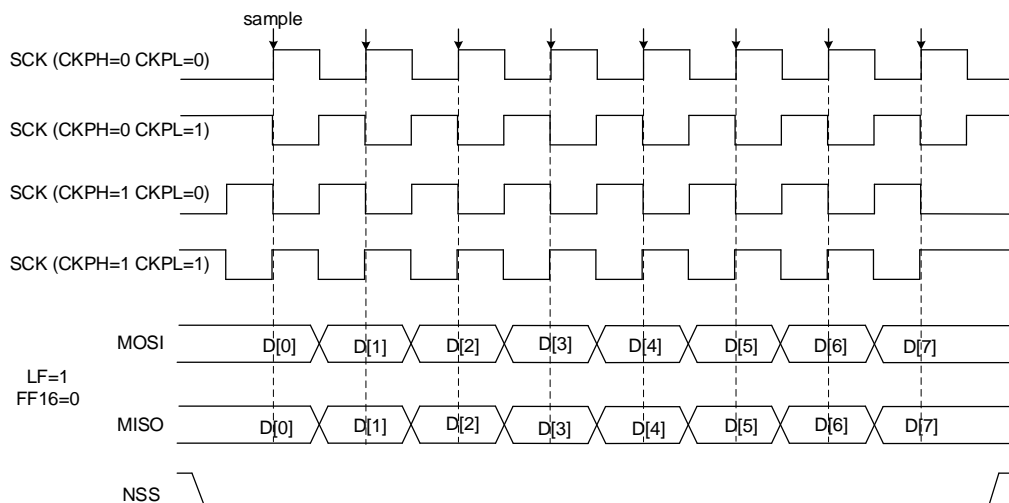 sample
SCK (CKPH=0 CKPL=0)
SCK (CKPH=0 CKPL=1)
SCK (CKPH=1 CKPL=0)
SCK (CKPH=1 CKPL=1)
MOSI
D[0] D[1] D[2] D[3] D[4] D[5] D[6] D[7]
LF=1
FF16=0
MISO
D[0] D[1] D[2] D[3] D[4] D[5] D[6] D[7]
NSS